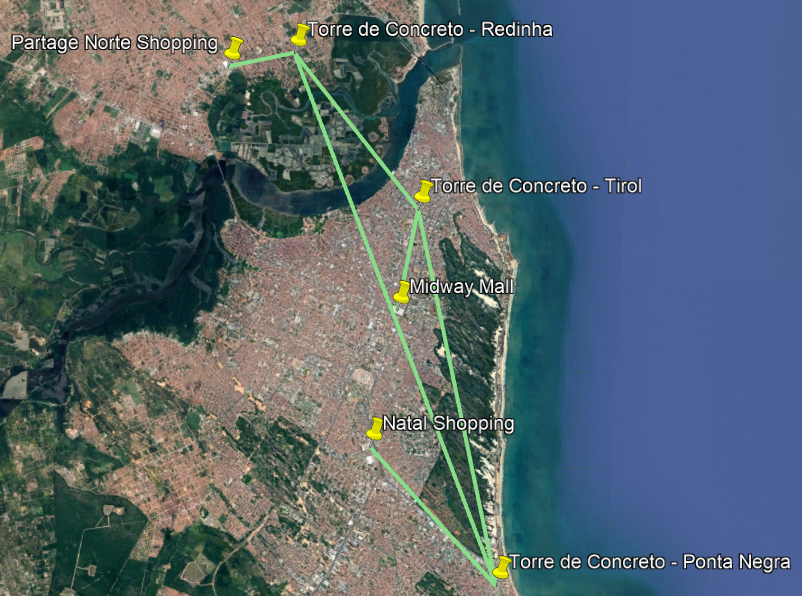 Torre de Concreto - Redinha
Partage Norte Shopping
Torre de Concreto - Tirol
Midway Mall
Natal Shopping
Torre de Concreto - Ponta Negra